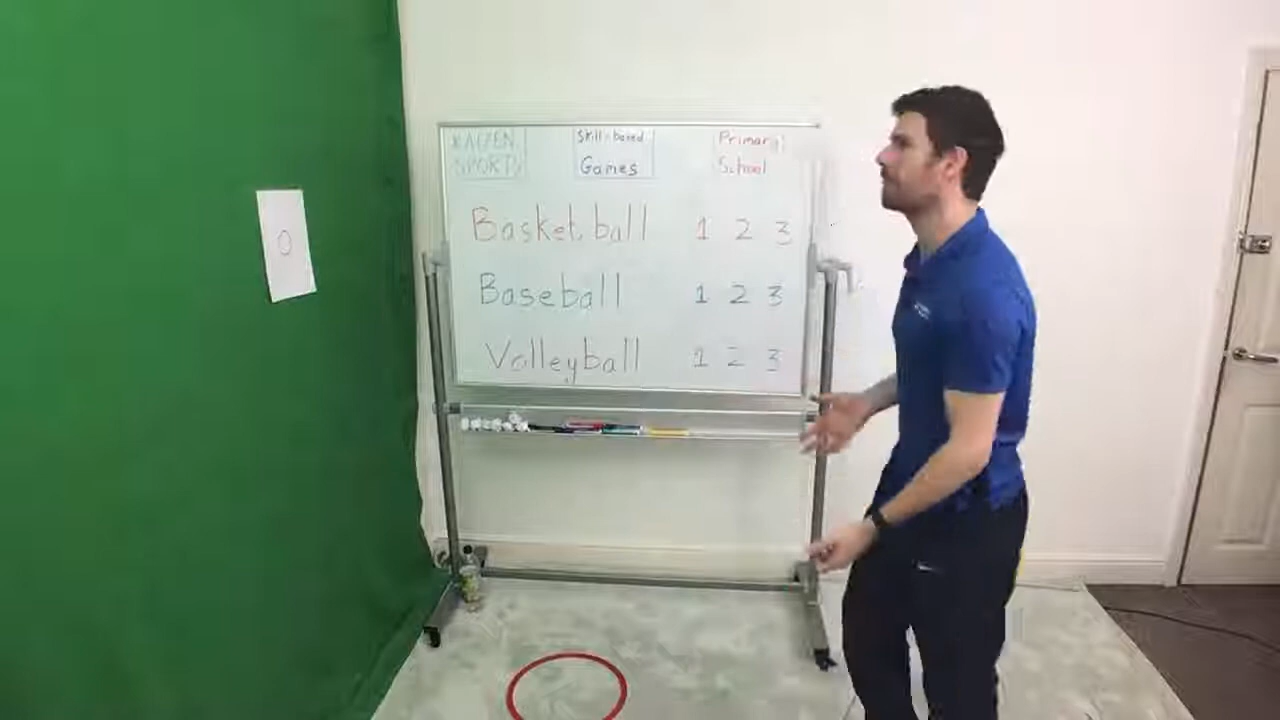 KAIZEN
SPORTS
Skill-based
Games
Primary
School
Basketball 1 2 3
Baseball 1 2 3
Volleyball 1 2 3
0